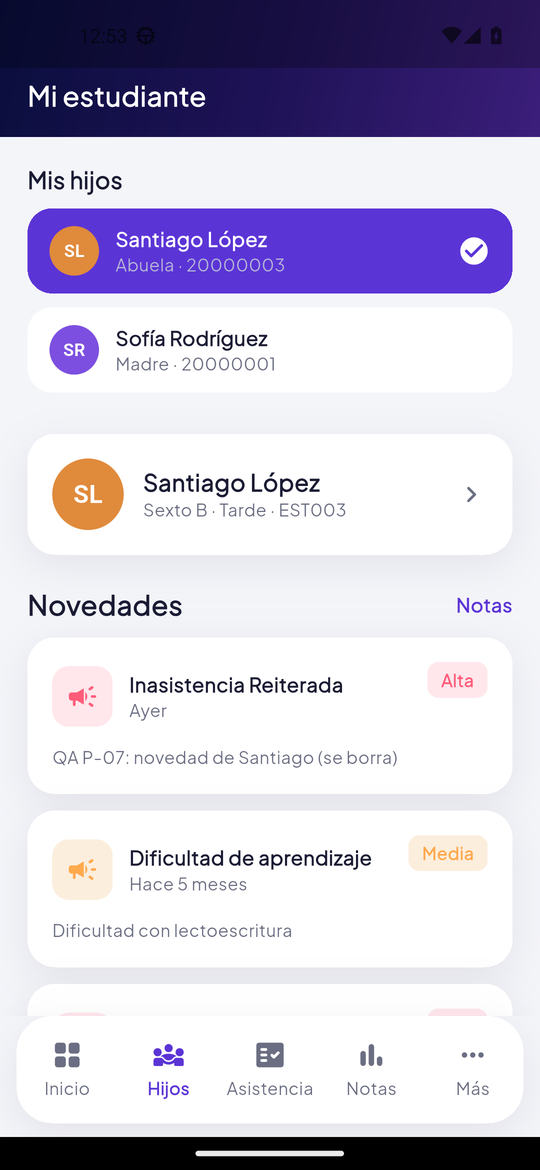 12:53
Mi estudiante
Mis hijos
SL
Santiago López
Abuela · 20000003
SR
Sofía Rodríguez
Madre · 20000001
SL
Santiago López
Sexto B · Tarde · EST003
Novedades
Notas
Inasistencia Reiterada
Alta
Ayer
QA P-07: novedad de Santiago (se borra)
Dificultad de aprendizaje
Media
Hace 5 meses
Dificultad con lectoescritura
Inicio
Hijos
Asistencia
Notas
Más